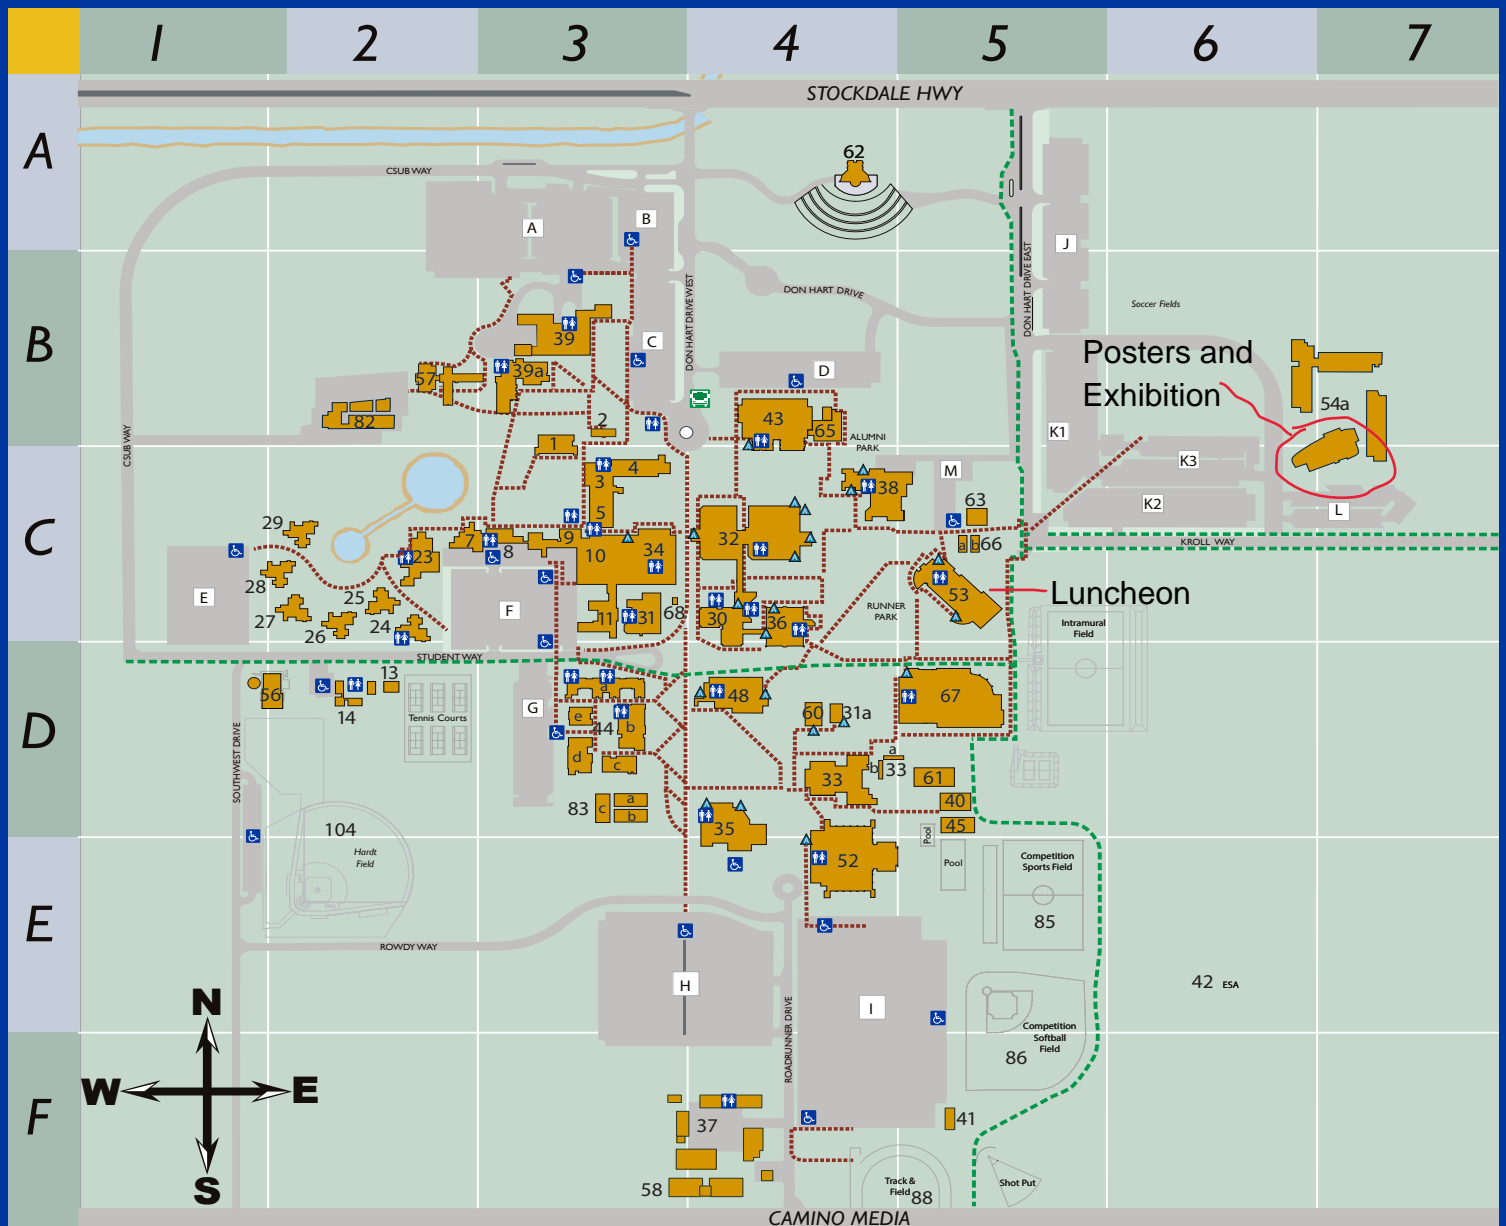 1 2 3 4 5 6 7
STOCKDALE HWY
A
62
CSUB WAY
A
B
J
DON HART DRIVE EAST
DON HART DRIVE WEST
DON HART DRIVE
Soccer Fields
B
39
C
Posters and
Exhibition
57
39a
D
54a
82
2
43
65
ALUMNI
PARK
CSUB WAY
1
K1
K3
3
4
M
38
63
K2
L
5
29
C
7
8
9
10
34
32
a
b
66
KROLL WAY
23
28
E
25
F
53
Luncheon
27
26
24
11
31
68
30
36
RUNNER
PARK
Intramural
Field
STUDENT WAY
13
56
14
a
48
67
Tennis Courts
G
e
44
b
60
31a
D
SOUTHWEST DRIVE
d
c
a
b
33
33
61
83
c
a
b
40
104
35
45
Pool
Hardt
Field
52
Pool
Competition
Sports Field
E
85
ROWDY WAY
H
I
42 ESA
N
ROADRUNNER DRIVE
Competition
Softball
Field
86
W
E
F
37
41
S
58
Track &
Field
88
Shot Put
CAMINO MEDIA